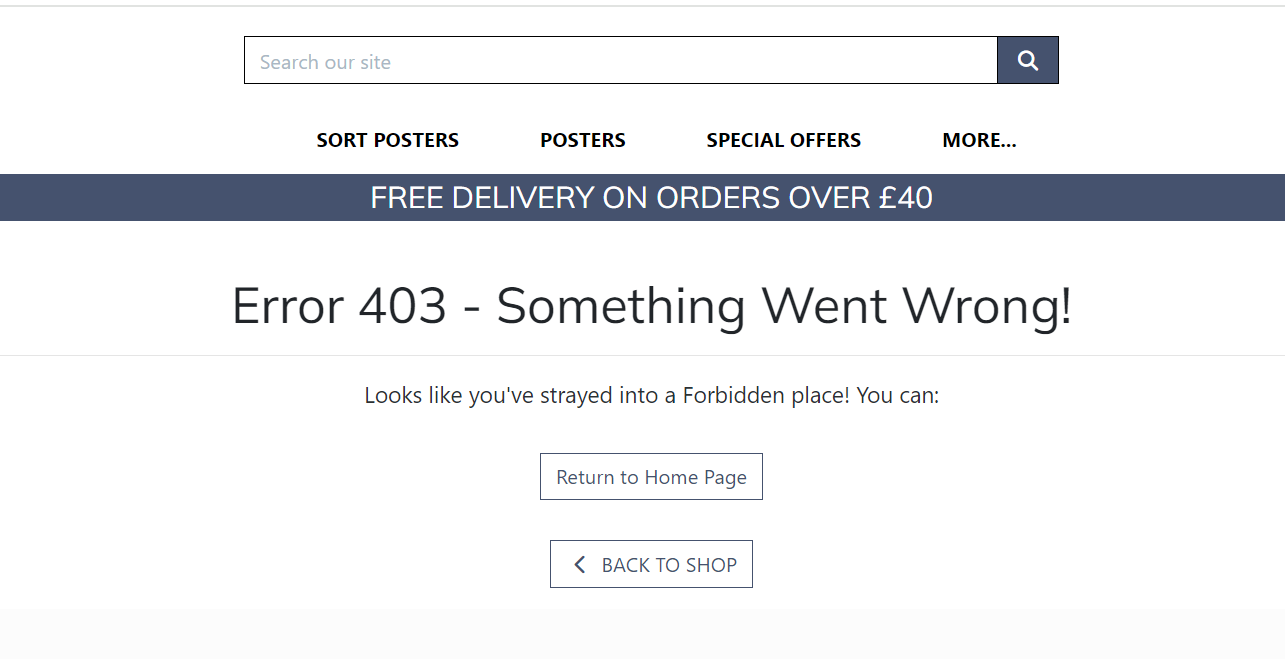 Search our site
SORT POSTERS POSTERS SPECIAL OFFERS MORE...
FREE DELIVERY ON ORDERS OVER £40
Error 403 - Something Went Wrong!
Looks like you've strayed into a Forbidden place! You can:
Return to Home Page
BACK TO SHOP